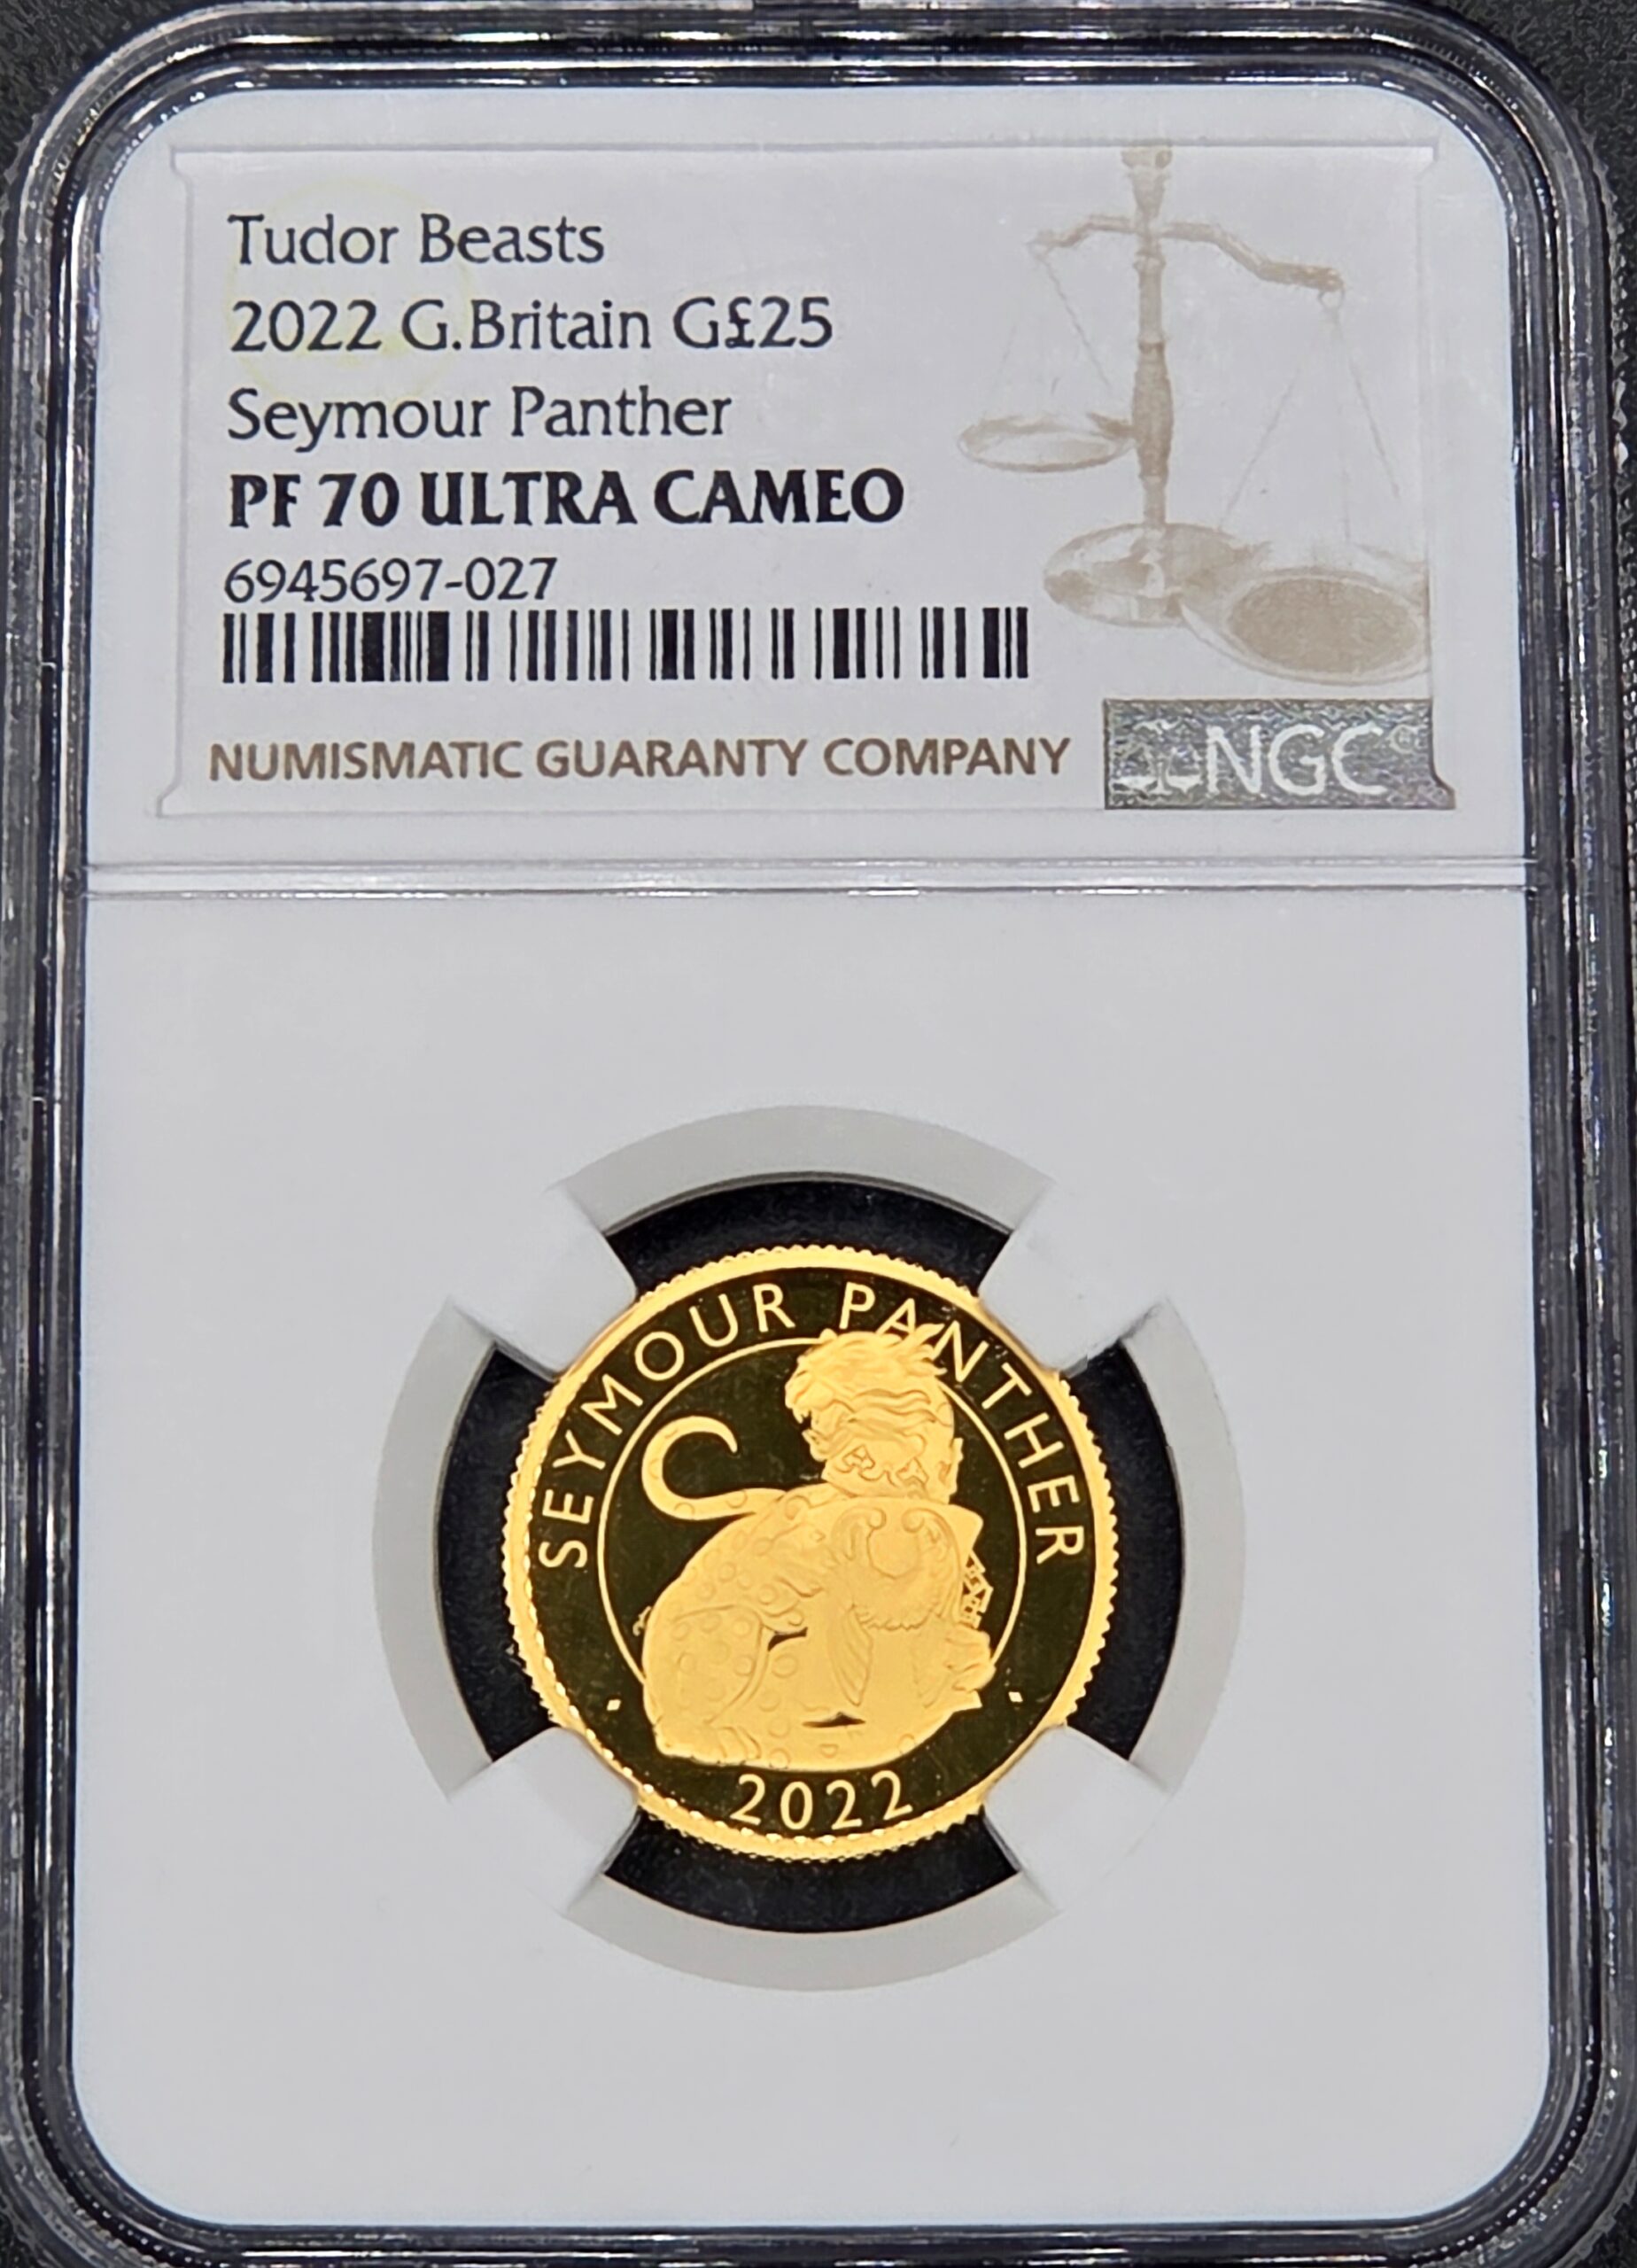 Tudor Beasts
2022 G.Britain G£25
Seymour Panther
PF 70 ULTRA CAMEO
6945697-027
NUMISMATIC GUARANTY COMPANY
NGC
SEYMOUR PANTHER
2022